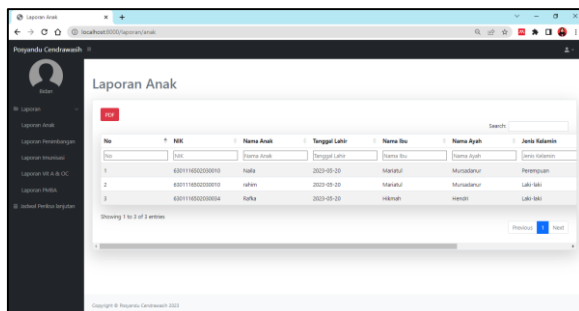 Laporan Anak
localhost:8000/laporan/anak
Posyandu Cendrawasih
Bidan
Laporan
Laporan Anak
Laporan Penimbangan
Laporan Imunisasi
Laporan Vit A & OC
Laporan PMBA
Jadwal Periksa lanjutan
Laporan Anak
PDF
Search:
No NIK Nama Anak Tanggal Lahir Nama Ibu Nama Ayah Jenis Kelamin
No NIK Nama Anak Tanggal Lahir Nama Ibu Nama Ayah Jenis Kelamin
1 6301116502030010 Naila 2023-05-20 Mariatul Mursadanur Perempuan
2 6301116502030010 rahim 2023-05-20 Mariatul Mursadanur Laki-laki
3 6301116502030034 Rafka 2023-05-20 Hikmah Hendri Laki-laki
Showing 1 to 3 of 3 entries
Previous 1 Next
Copyright © Posyandu Cendrawasih 2023